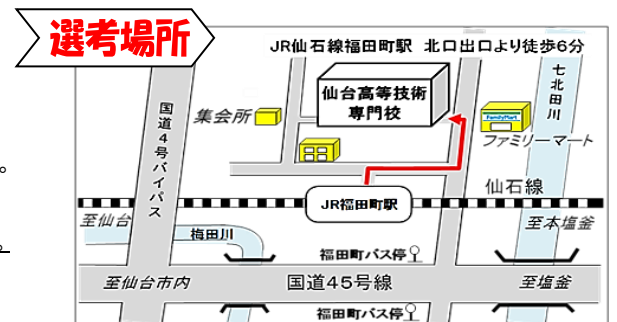 選考場所
JR仙石線福田町駅 北口出口より徒歩6分
仙台高等技術
専門校
集会所
国道4号バイパス
七北田川
FamilyMart
ファミリーマート
。
仙石線
JR福田町駅
至仙台
至本塩釜
梅田川
。
福田町バス停
至仙台市内
国道45号線
至塩釜
福田町バス停